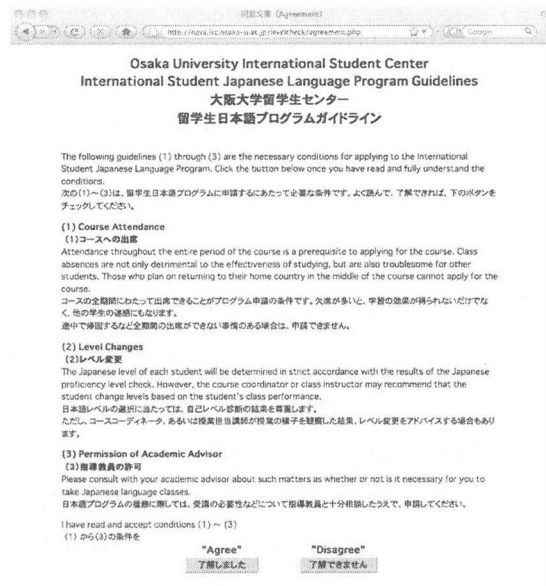 (Agreement)
Osaka University International Student Center
International Student Japanese Language Program Guidelines
大阪大学留学生センター
留学生日本語プログラムガイドライン
The following guidelines (1) through (3) are the necessary conditions for applying to the International
Student Japanese Language Program. Click the button below once you have read and fully understand the
conditions.
次の(1)~(3)は、留学生日本語プログラムに申請するにあたって必要な条件です。よく読んで、了解できれば、下のボタンを
チェックしてください。
(1) Course Attendance
(1)コースへの出席
Attendance throughout the entire period of the course is a prerequisite to applying for the course. Class
absences are not only detrimental to the effectiveness of studying, but are also troublesome for other
students. Those who plan on returning to their home country in the middle of the course cannot apply for the
course.
コースの全期間にわたって出席できることがプログラム申請の条件です。欠席が多いと、学習の効果が得られないだけでな
く、他の学生の迷惑にもなります。
途中で帰国するなど全期間の出席ができない事情のある場合は、申請できません。
(2) Level Changes
(2)レベル変更
The Japanese level of each student will be determined in strict accordance with the results of the Japanese
proficiency level check. However, the course coordinator or class instructor may recommend that the
student change levels based on the student's class performance.
日本語レベルの選択に当たっては、自己レベル診断の結果を尊重します。
ただし、コースコーディネータ、あるいは授業担当講師が授業の様子を観察した結果、レベル変更をアドバイスする場合もあり
ます。
(3) Permission of Academic Advisor
(3)指導教員の許可
Please consult with your academic advisor about such matters as whether or not is it necessary for you to
take Japanese language classes.
日本語プログラムの履修に際しては、受講の必要性などについて指導教員と十分相談したうえで、申請してください。
I have read and accept conditions (1) ~ (3)
(1) から(3)の条件を
"Agree" "Disagree"
了解しました 了解できません